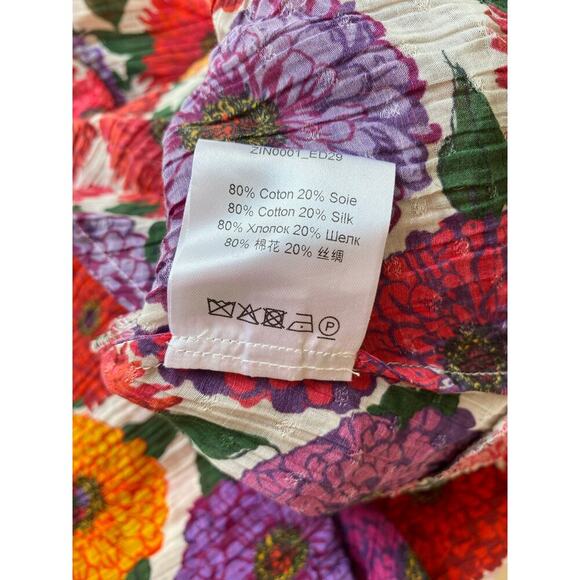 ZIN0001_ED29
80% Coton 20% Soie
80% Cotton 20% Silk
80% Хлопок 20% Шелк
80% 棉花 20% 丝绸
P